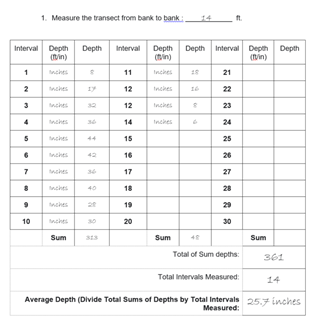 1. Measure the transect from bank to bank : 14 ft.
Interval Depth (ft/in) Depth Interval Depth (ft/in) Depth Interval Depth (ft/in) Depth
1 Inches 8 11 Inches 18 21
2 Inches 17 12 Inches 16 22
3 Inches 32 12 Inches 8 23
4 Inches 36 14 Inches 6 24
5 Inches 44 15 25
6 Inches 42 16 26
7 Inches 36 17 27
8 Inches 40 18 28
9 Inches 28 19 29
10 Inches 30 20 30
Sum 313 Sum 48 Sum
Total of Sum depths: 361
Total Intervals Measured: 14
Average Depth (Divide Total Sums of Depths by Total Intervals Measured: 25.7 inches